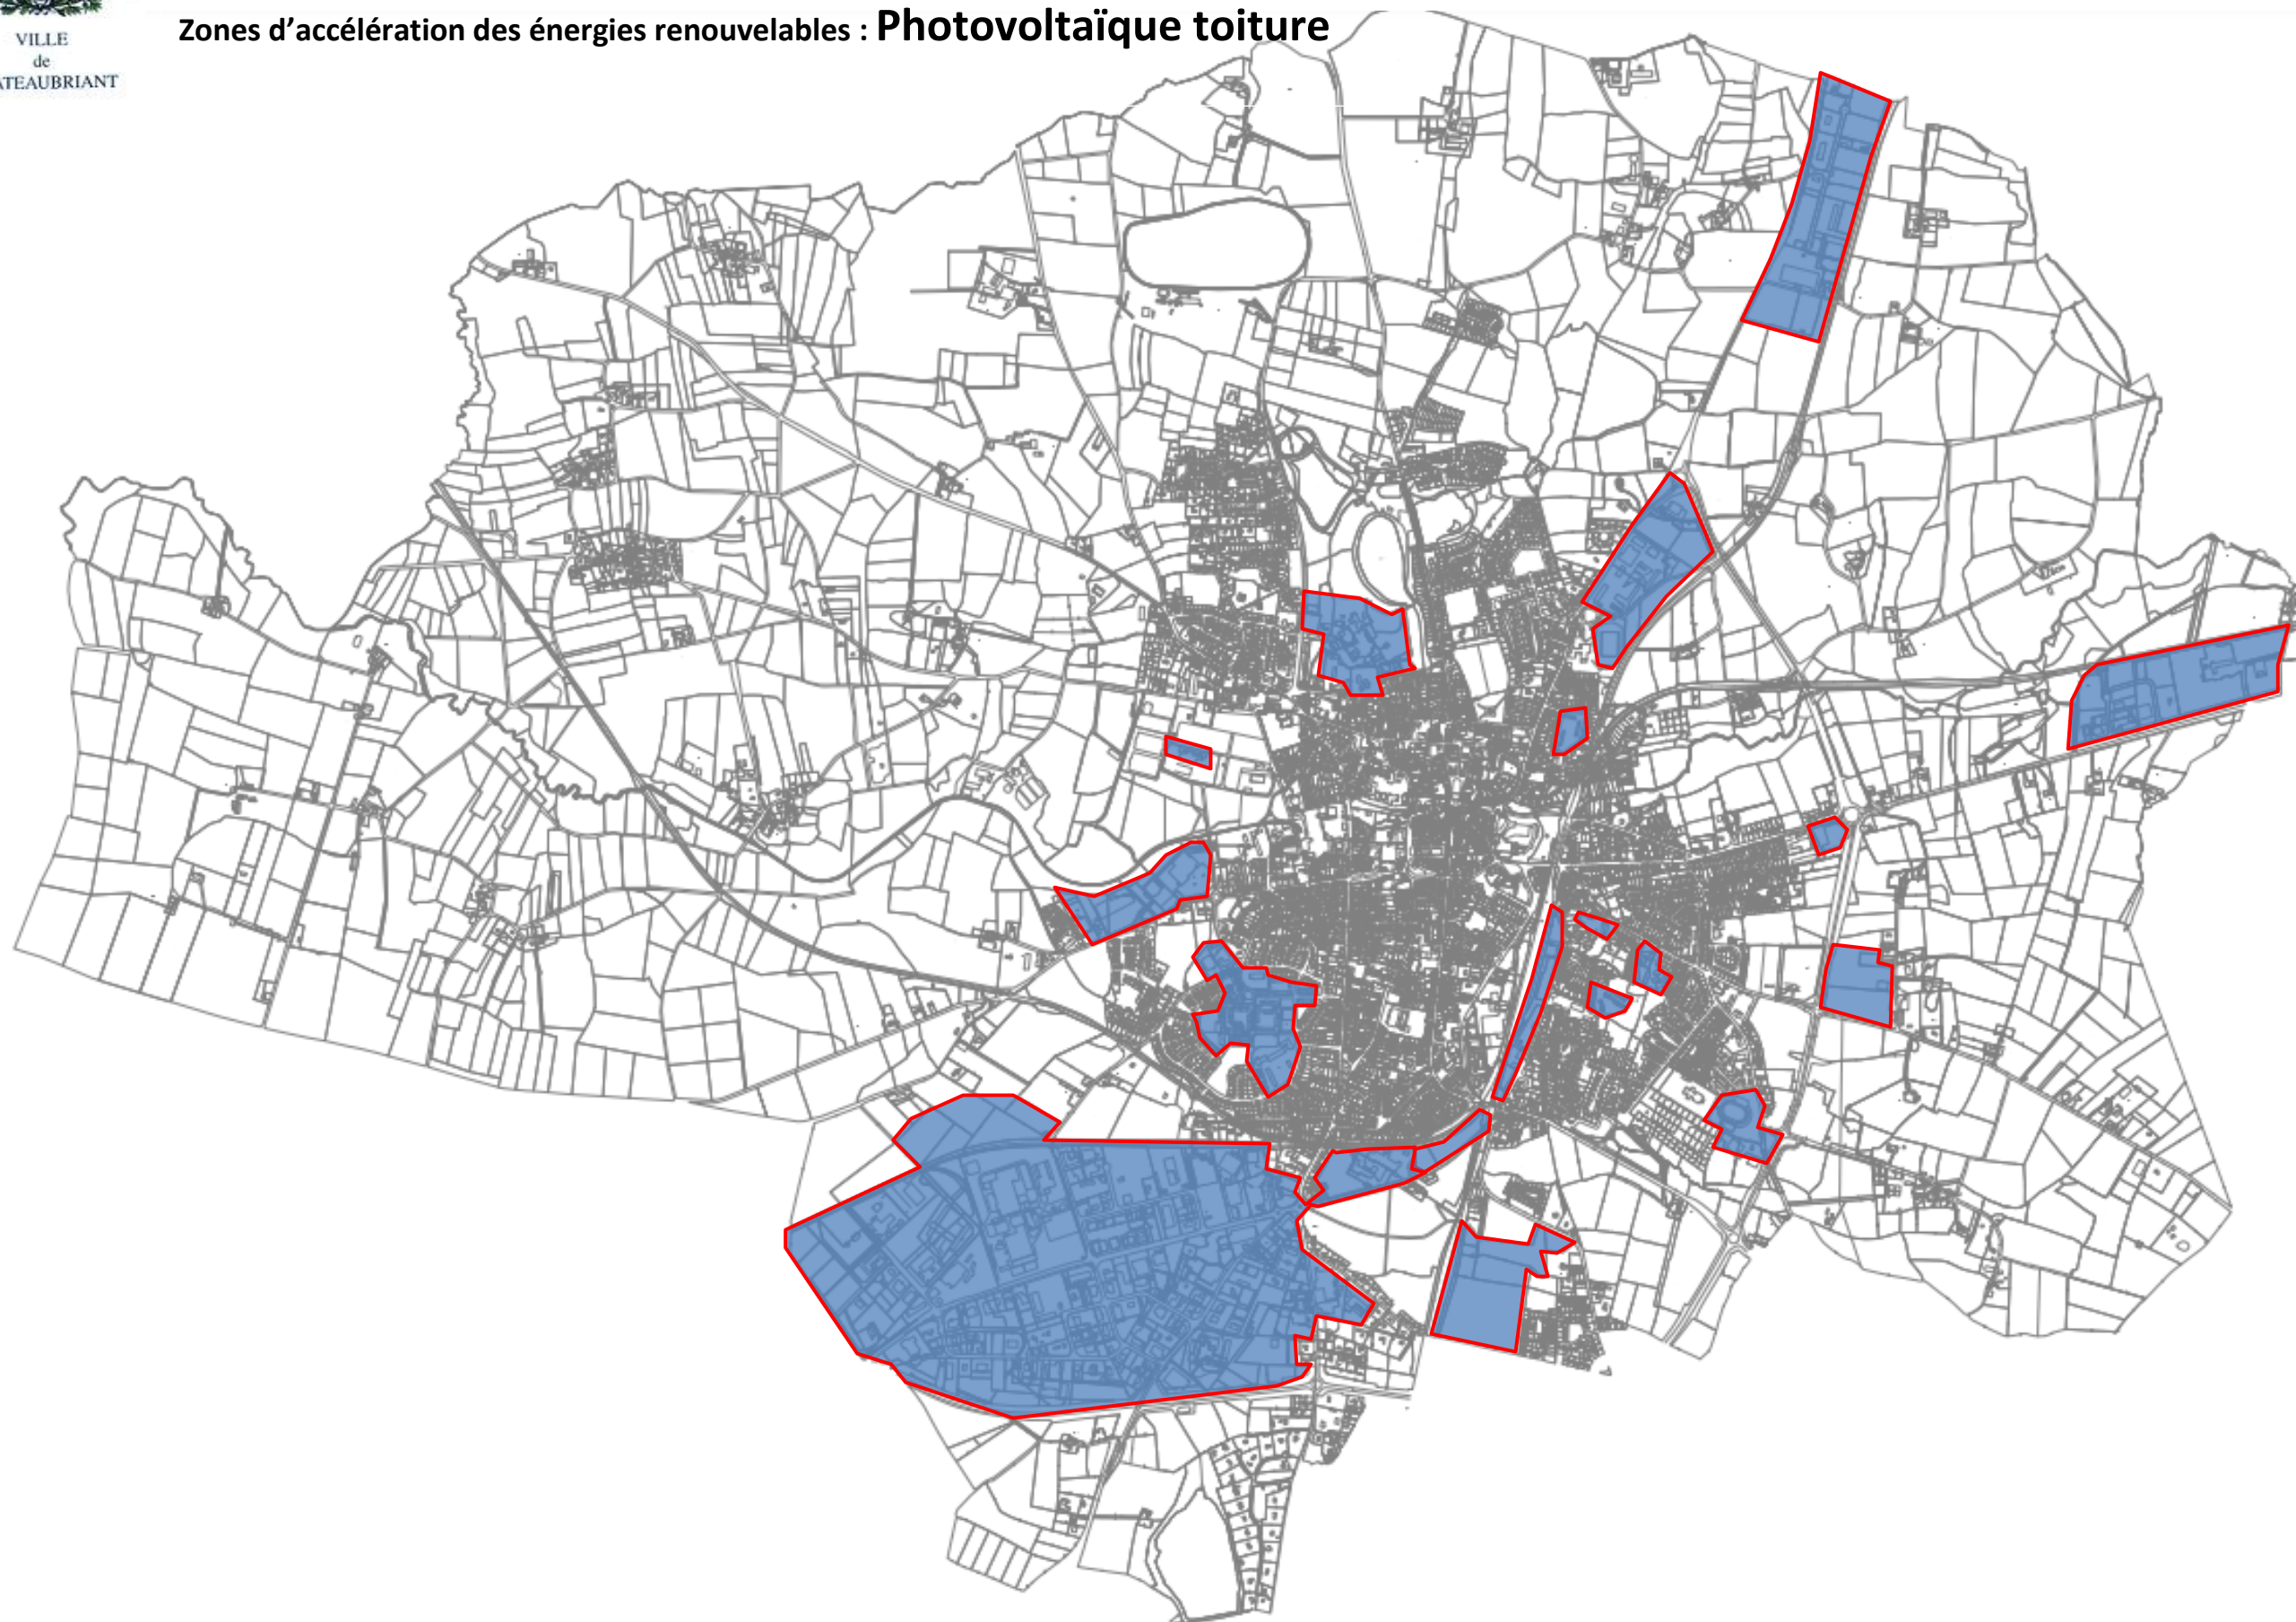 Zones d’accélération des énergies renouvelables : Photovoltaïque toiture
VILLE
de
ATEAUBRIANT